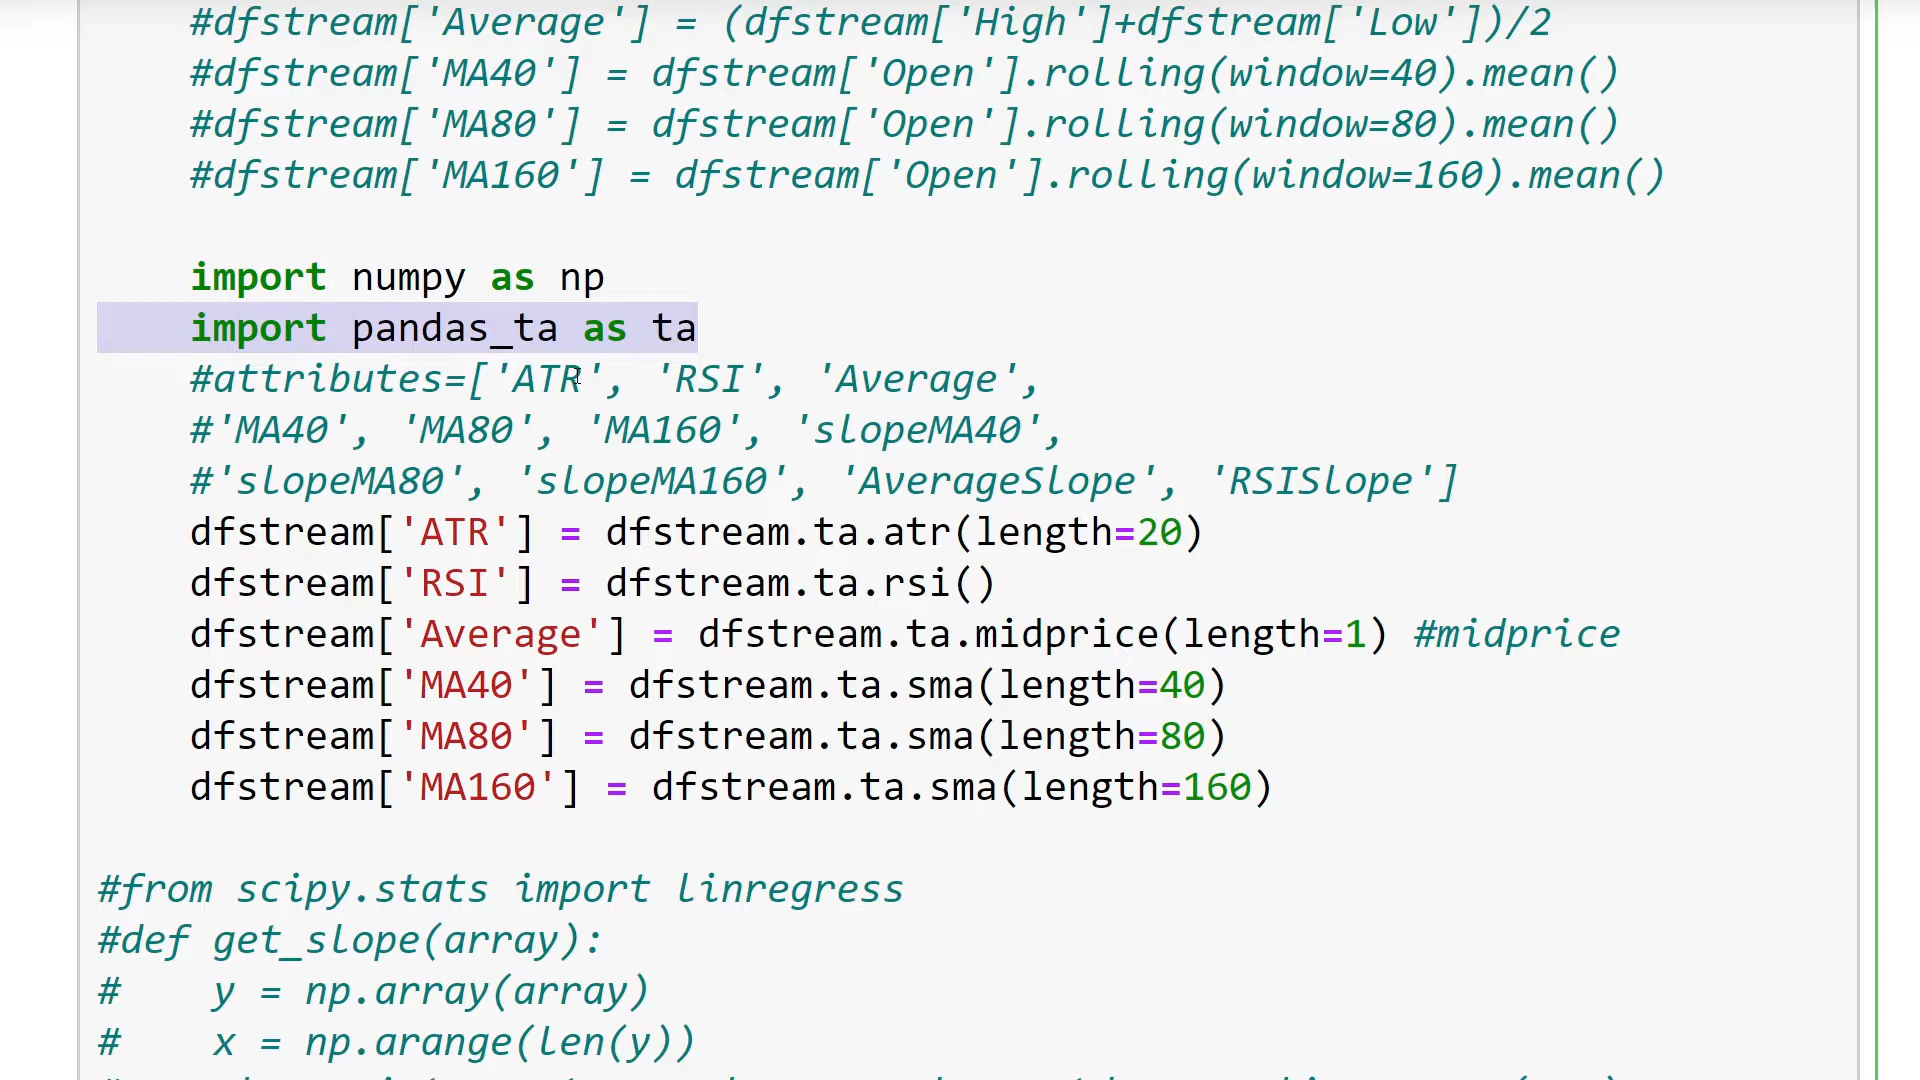 #dfstream['Average'] = (dfstream['High']+dfstream['Low'])/2
#dfstream['MA40'] = dfstream['Open'].rolling(window=40).mean()
#dfstream['MA80'] = dfstream['Open'].rolling(window=80).mean()
#dfstream['MA160'] = dfstream['Open'].rolling(window=160).mean()
import numpy as np
import pandas_ta as ta
#attributes=['ATR', 'RSI', 'Average',
#'MA40', 'MA80', 'MA160', 'slopeMA40',
#'slopeMA80', 'slopeMA160', 'AverageSlope', 'RSISlope']
dfstream['ATR'] = dfstream.ta.atr(length=20)
dfstream['RSI'] = dfstream.ta.rsi()
dfstream['Average'] = dfstream.ta.midprice(length=1) #midprice
dfstream['MA40'] = dfstream.ta.sma(length=40)
dfstream['MA80'] = dfstream.ta.sma(length=80)
dfstream['MA160'] = dfstream.ta.sma(length=160)
#from scipy.stats import linregress
#def get_slope(array):
#    y = np.array(array)
#    x = np.arange(len(y))